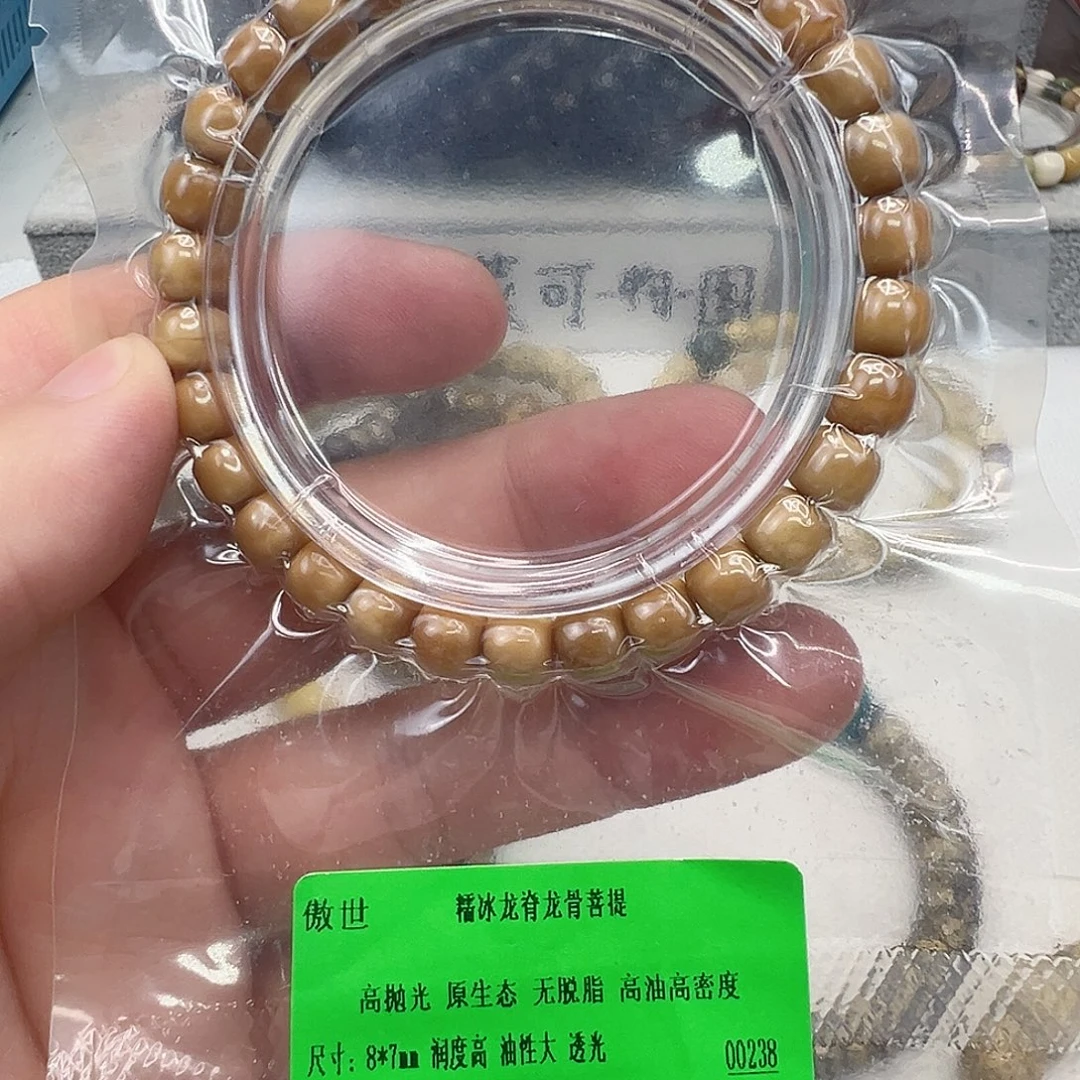 傲世 糯冰龙脊龙骨菩提
高抛光 原生态 无脱脂 高油高密度
尺寸: 8*7mm 润度高 油性大 透光 00238